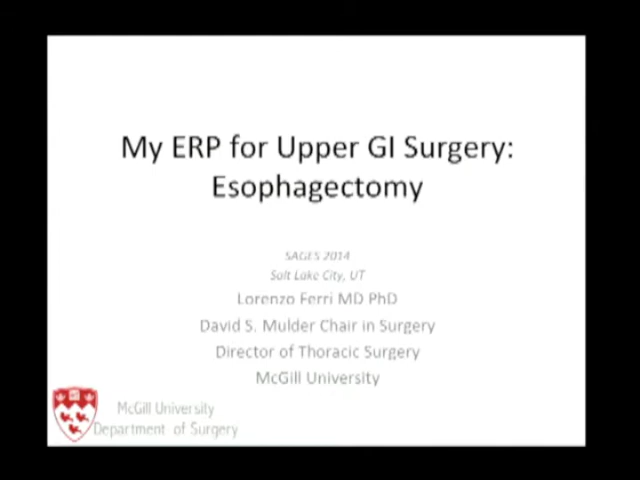 My ERP for Upper GI Surgery:
Esophagectomy
SAGES 2014
Salt Lake City, UT
Lorenzo Ferri MD PhD
David S. Mulder Chair in Surgery
Director of Thoracic Surgery
McGill University
McGill University
Department of Surgery